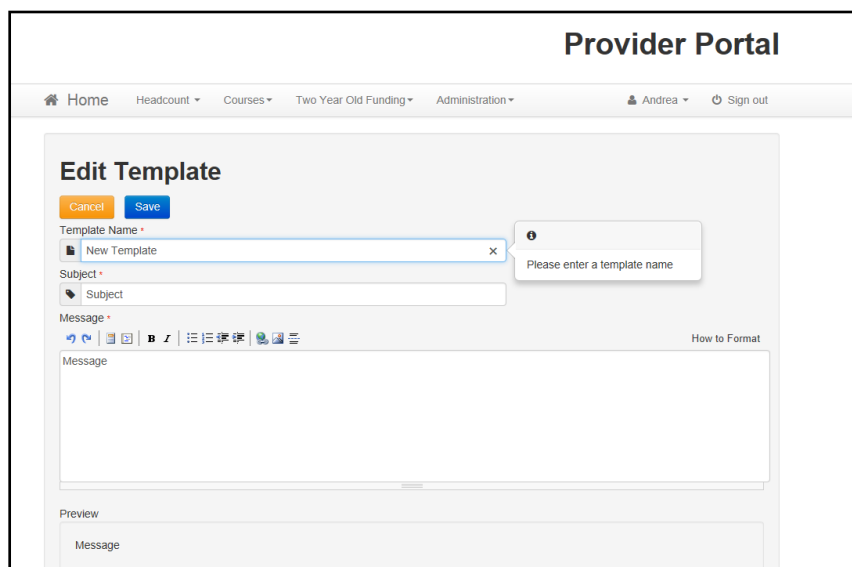 Provider Portal
Home Headcount Courses Two Year Old Funding Administration Andrea Sign out
Edit Template
Cancel Save
Template Name *
New Template
Please enter a template name
Subject *
Subject
Message *
B I How to Format
Message
Preview
Message